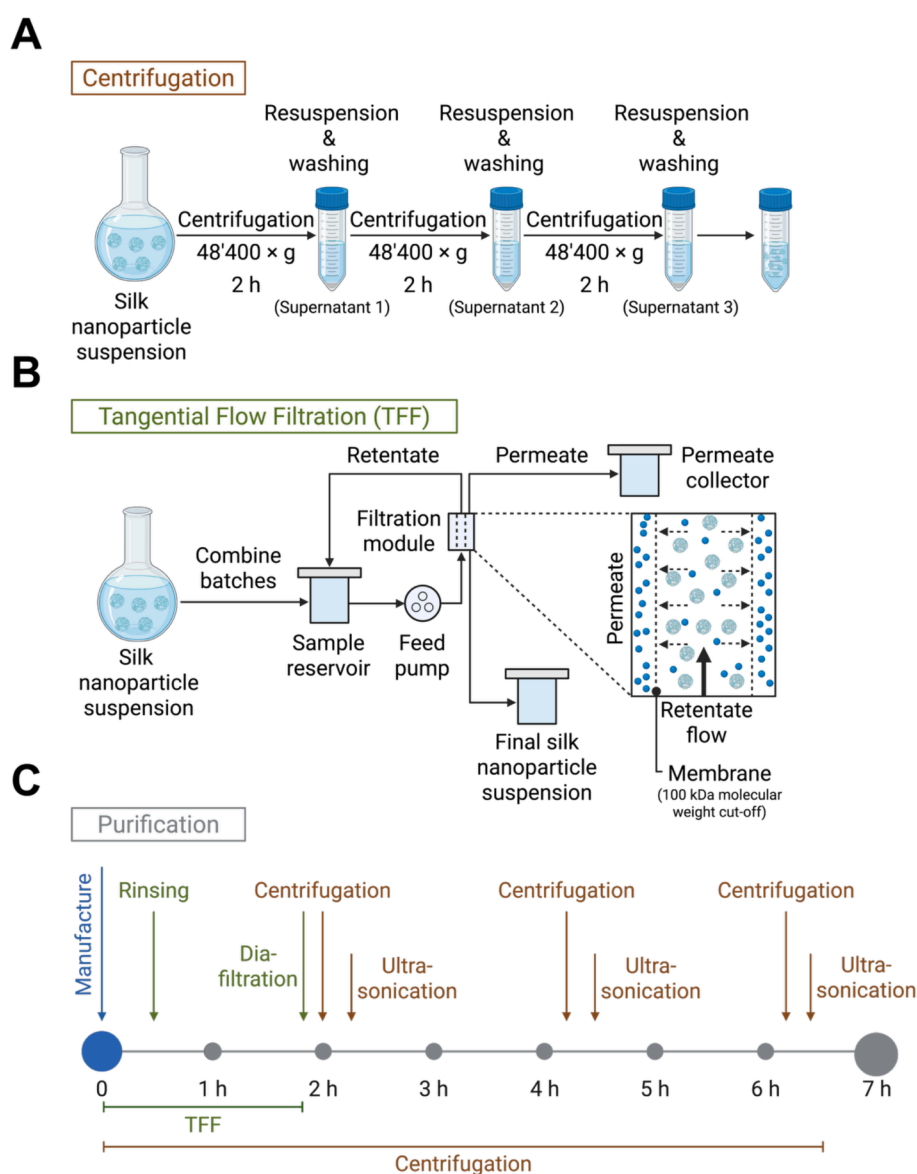 A
Centrifugation
Resuspension
&
washing
Resuspension
&
washing
Resuspension
&
washing
Centrifugation
48'400 × g
2 h
Centrifugation
48'400 × g
2 h
Centrifugation
48'400 × g
2 h
(Supernatant 1)
(Supernatant 2)
(Supernatant 3)
Silk
nanoparticle
suspension
B
Tangential Flow Filtration (TFF)
Retentate
Permeate
Permeate
collector
Filtration
module
Combine
batches
Sample
reservoir
Feed
pump
Silk
nanoparticle
suspension
Permeate
Retentate
flow
Final silk
nanoparticle
suspension
Membrane
(100 kDa molecular
weight cut-off)
C
Purification
Manufacture
Rinsing
Centrifugation
Centrifugation
Centrifugation
Dia-
filtration
Ultra-
sonication
Ultra-
sonication
Ultra-
sonication
0
1 h
2 h
3 h
4 h
5 h
6 h
7 h
TFF
Centrifugation